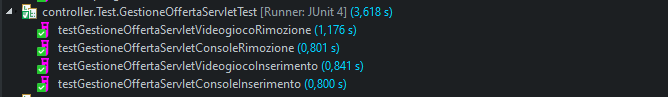 controller.Test.GestioneOffertaServletTest [Runner: JUnit 4] (3,618 s)
testGestioneOffertaServletVideogiocoRimozione (1,176 s)
testGestioneOffertaServletConsoleRimozione (0,801 s)
testGestioneOffertaServletVideogiocoInserimento (0,841 s)
testGestioneOffertaServletConsoleInserimento (0,800 s)